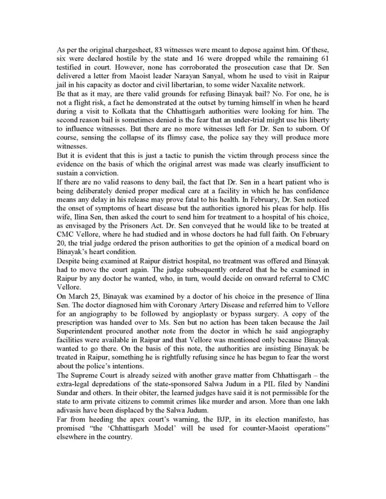 As per the original chargesheet, 83 witnesses were meant to depose against him. Of these,
six were declared hostile by the state and 16 were dropped while the remaining 61
testified in court. However, none has corroborated the prosecution case that Dr. Sen
delivered a letter from Maoist leader Narayan Sanyal, whom he used to visit in Raipur
jail in his capacity as doctor and civil libertarian, to some wider Naxalite network.
Be that as it may, are there valid grounds for refusing Binayak bail? No. For one, he is
not a flight risk, a fact he demonstrated at the outset by turning himself in when he heard
during a visit to Kolkata that the Chhattisgarh authorities were looking for him. The
second reason bail is sometimes denied is the fear that an under-trial might use his liberty
to influence witnesses. But there are no more witnesses left for Dr. Sen to suborn. Of
course, sensing the collapse of its flimsy case, the police say they will produce more
witnesses.
But it is evident that this is just a tactic to punish the victim through process since the
evidence on the basis of which the original arrest was made was clearly insufficient to
sustain a conviction.
If there are no valid reasons to deny bail, the fact that Dr. Sen in a heart patient who is
being deliberately denied proper medical care at a facility in which he has confidence
means any delay in his release may prove fatal to his health. In February, Dr. Sen noticed
the onset of symptoms of heart disease but the authorities ignored his pleas for help. His
wife, Ilina Sen, then asked the court to send him for treatment to a hospital of his choice,
as envisaged by the Prisoners Act. Dr. Sen conveyed that he would like to be treated at
CMC Vellore, where he had studied and in whose doctors he had full faith. On February
20, the trial judge ordered the prison authorities to get the opinion of a medical board on
Binayak's heart condition.
Despite being examined at Raipur district hospital, no treatment was offered and Binayak
had to move the court again. The judge subsequently ordered that he be examined in
Raipur by any doctor he wanted, who, in turn, would decide on onward referral to CMC
Vellore.
On March 25, Binayak was examined by a doctor of his choice in the presence of Ilina
Sen. The doctor diagnosed him with Coronary Artery Disease and referred him to Vellore
for an angiography to be followed by angioplasty or bypass surgery. A copy of the
prescription was handed over to Ms. Sen but no action has been taken because the Jail
Superintendent procured another note from the doctor in which he said angiography
facilities were available in Raipur and that Vellore was mentioned only because Binayak
wanted to go there. On the basis of this note, the authorities are insisting Binayak be
treated in Raipur, something he is rightfully refusing since he has begun to fear the worst
about the police's intentions.
The Supreme Court is already seized with another grave matter from Chhattisgarh – the
extra-legal depredations of the state-sponsored Salwa Judum in a PIL filed by Nandini
Sundar and others. In their obiter, the learned judges have said it is not permissible for the
state to arm private citizens to commit crimes like murder and arson. More than one lakh
adivasis have been displaced by the Salwa Judum.
Far from heeding the apex court's warning, the BJP, in its election manifesto, has
promised "the 'Chhattisgarh Model' will be used for counter-Maoist operations"
elsewhere in the country.